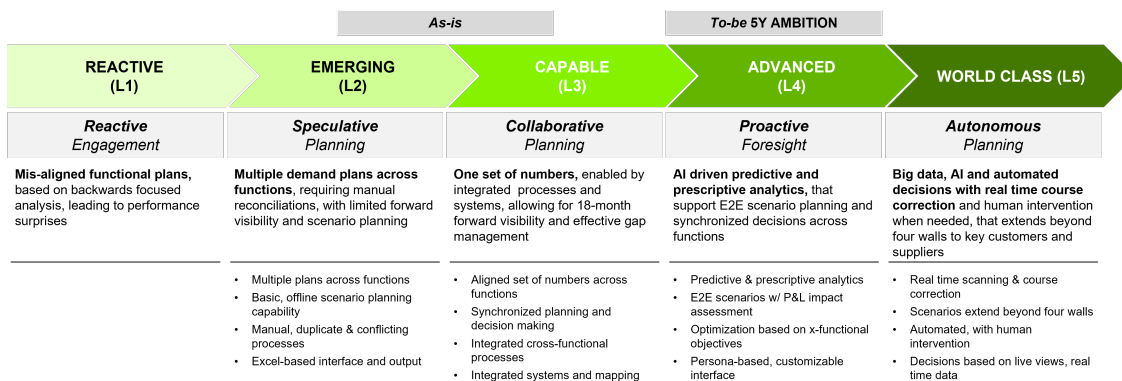 As-is
To-be 5Y AMBITION
REACTIVE
(L1)
EMERGING
(L2)
CAPABLE
(L3)
ADVANCED
(L4)
WORLD CLASS (L5)
Reactive
Engagement
Speculative
Planning
Collaborative
Planning
Proactive
Foresight
Autonomous
Planning
Mis-aligned functional plans,
based on backwards focused
analysis, leading to performance
surprises
Multiple demand plans across
functions, requiring manual
reconciliations, with limited forward
visibility and scenario planning
One set of numbers, enabled by
integrated processes and
systems, allowing for 18-month
forward visibility and effective gap
management
AI driven predictive and
prescriptive analytics, that
support E2E scenario planning and
synchronized decisions across
functions
Big data, AI and automated
decisions with real time course
correction and human intervention
when needed, that extends beyond
four walls to key customers and
suppliers
• Multiple plans across functions
• Basic, offline scenario planning
capability
• Manual, duplicate & conflicting
processes
• Excel-based interface and output
• Aligned set of numbers across
functions
• Synchronized planning and
decision making
• Integrated cross-functional
processes
• Integrated systems and mapping
• Predictive & prescriptive analytics
• E2E scenarios w/ P&L impact
assessment
• Optimization based on x-functional
objectives
• Persona-based, customizable
interface
• Real time scanning & course
correction
• Scenarios extend beyond four walls
• Automated, with human
intervention
• Decisions based on live views, real
time data